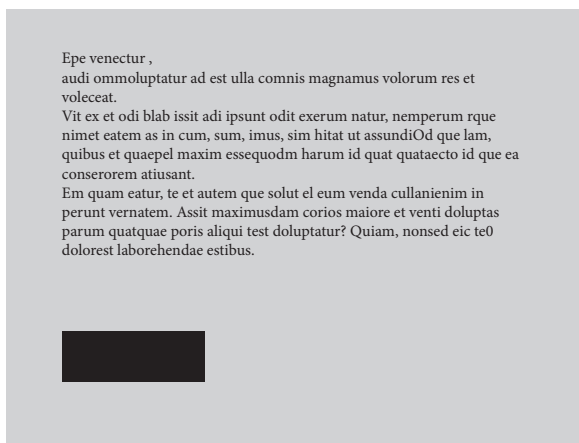 Epe venectur ,
audi ommoluptatur ad est ulla comnis magnamus volorum res et
voleceat.
Vit ex et odi blab issit adi ipsunt odit exerum natur, nemperum rque
nimet eatem as in cum, sum, imus, sim hitat ut assundiOd que lam,
quibus et quaepel maxim essequodm harum id quat quataecto id que ea
conserorem atiusant.
Em quam eatur, te et autem que solut el eum venda cullanienim in
perunt vernatem. Assit maximusdam corios maiore et venti doluptas
parum quatquae poris aliqui test doluptatur? Quiam, nonsed eic te0
dolorest laborehendae estibus.